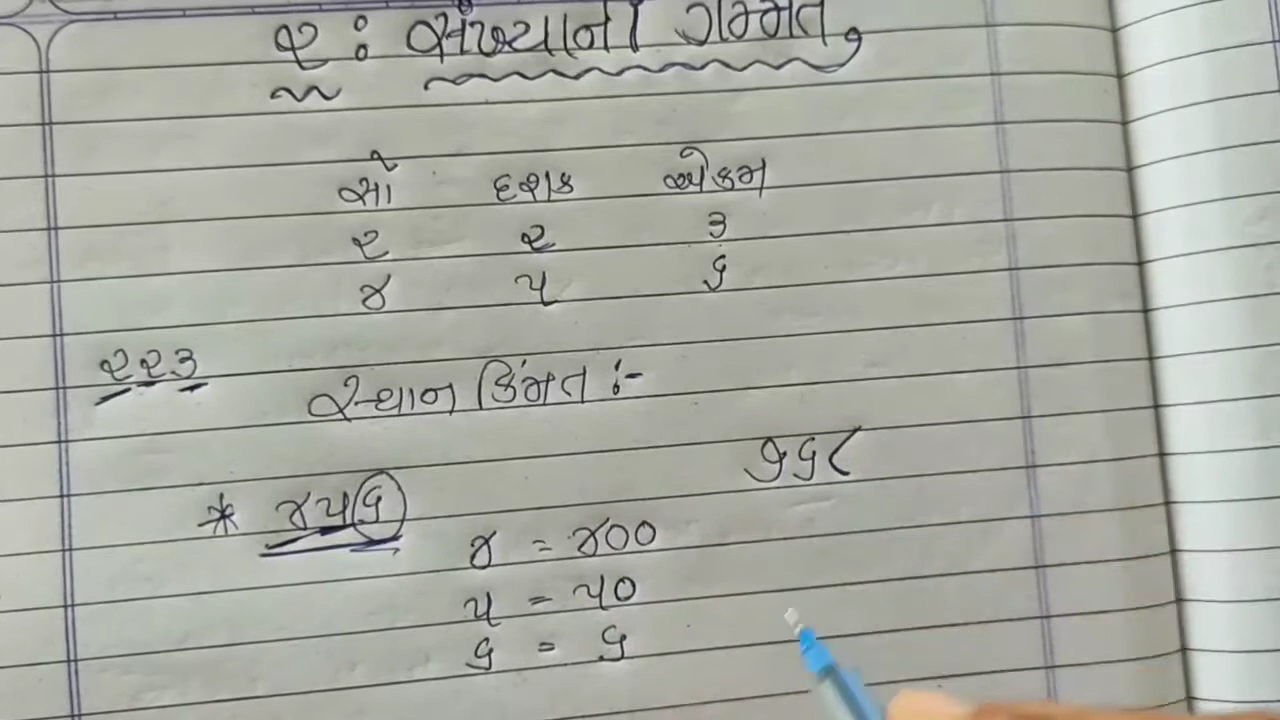 ૨ : સંખ્યાની ગમ્મત,
સો દશક એકમ
૨ ૨ ૩
૪ ૫ ૬
૨૨૩
સ્થાન કિંમત :-
૭૬૮
* ૪૫૬
૪ = ૪૦૦
૫ = ૫૦
૬ = ૬